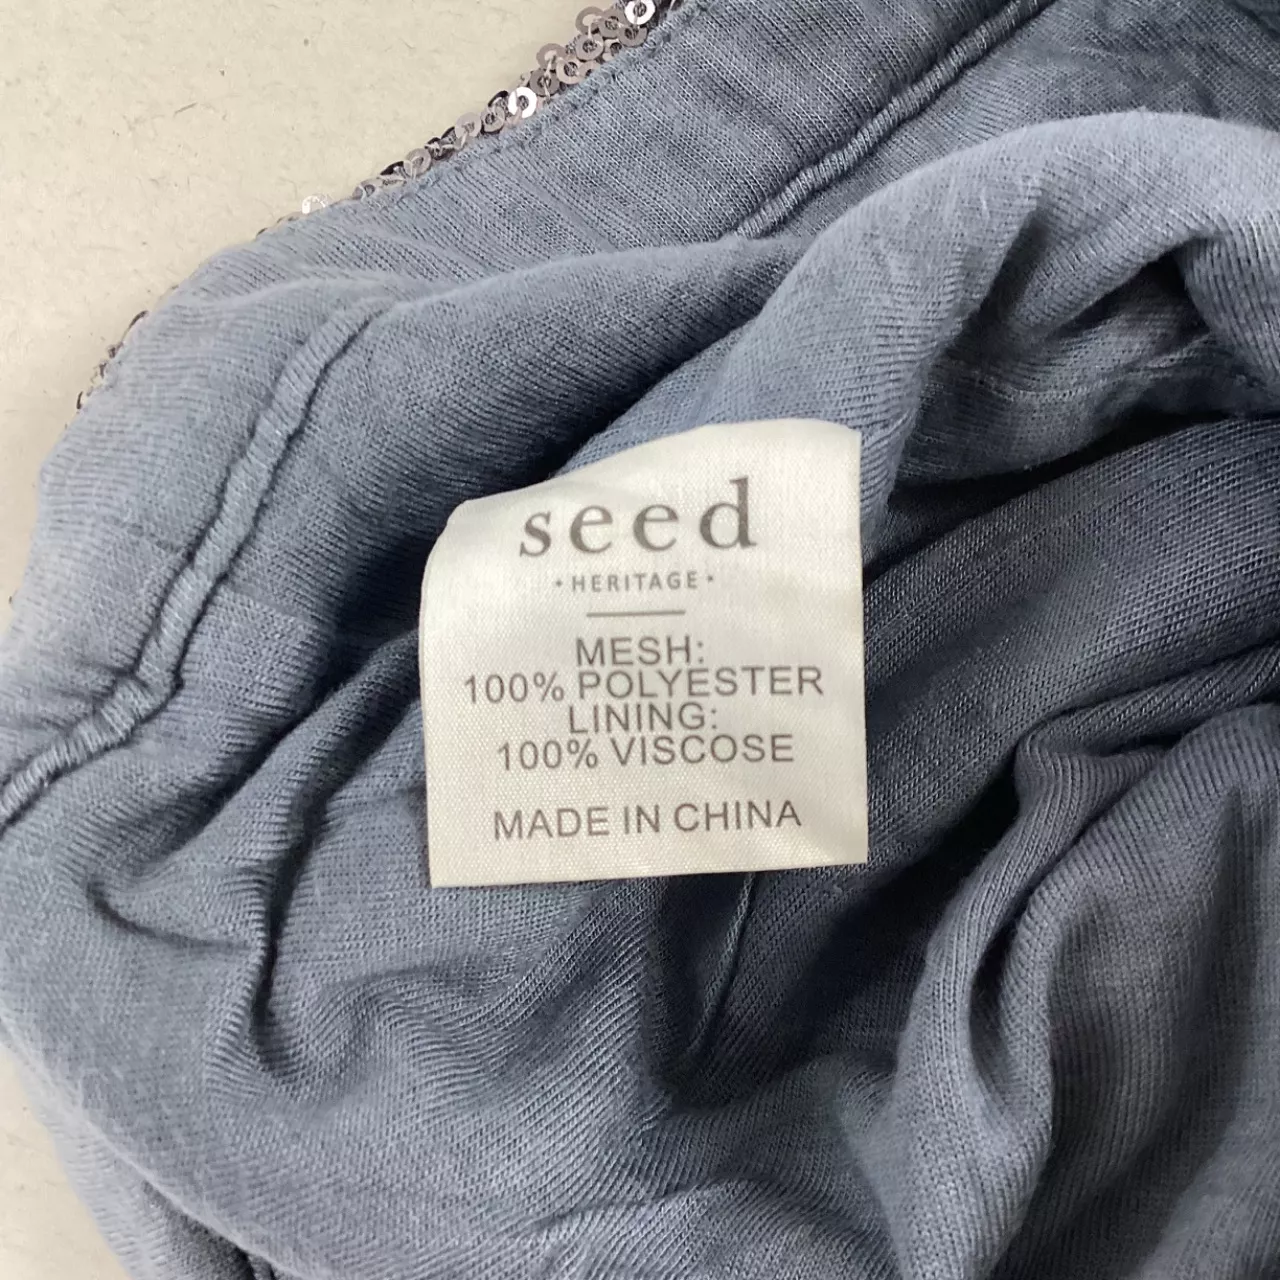 seed
• HERITAGE •
MESH:
100% POLYESTER
LINING:
100% VISCOSE
MADE IN CHINA